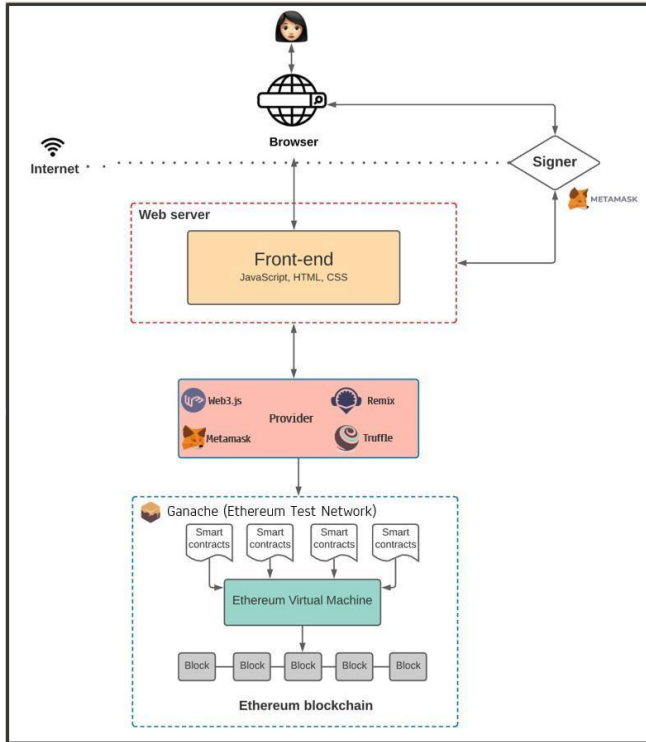 Browser
Internet
Signer
METAMASK
Web server
Front-end
JavaScript, HTML, CSS
Web3.js
Remix
Provider
Metamask
Truffle
Ganache (Ethereum Test Network)
Smart contracts
Smart contracts
Smart contracts
Smart contracts
Ethereum Virtual Machine
Block Block Block Block Block
Ethereum blockchain